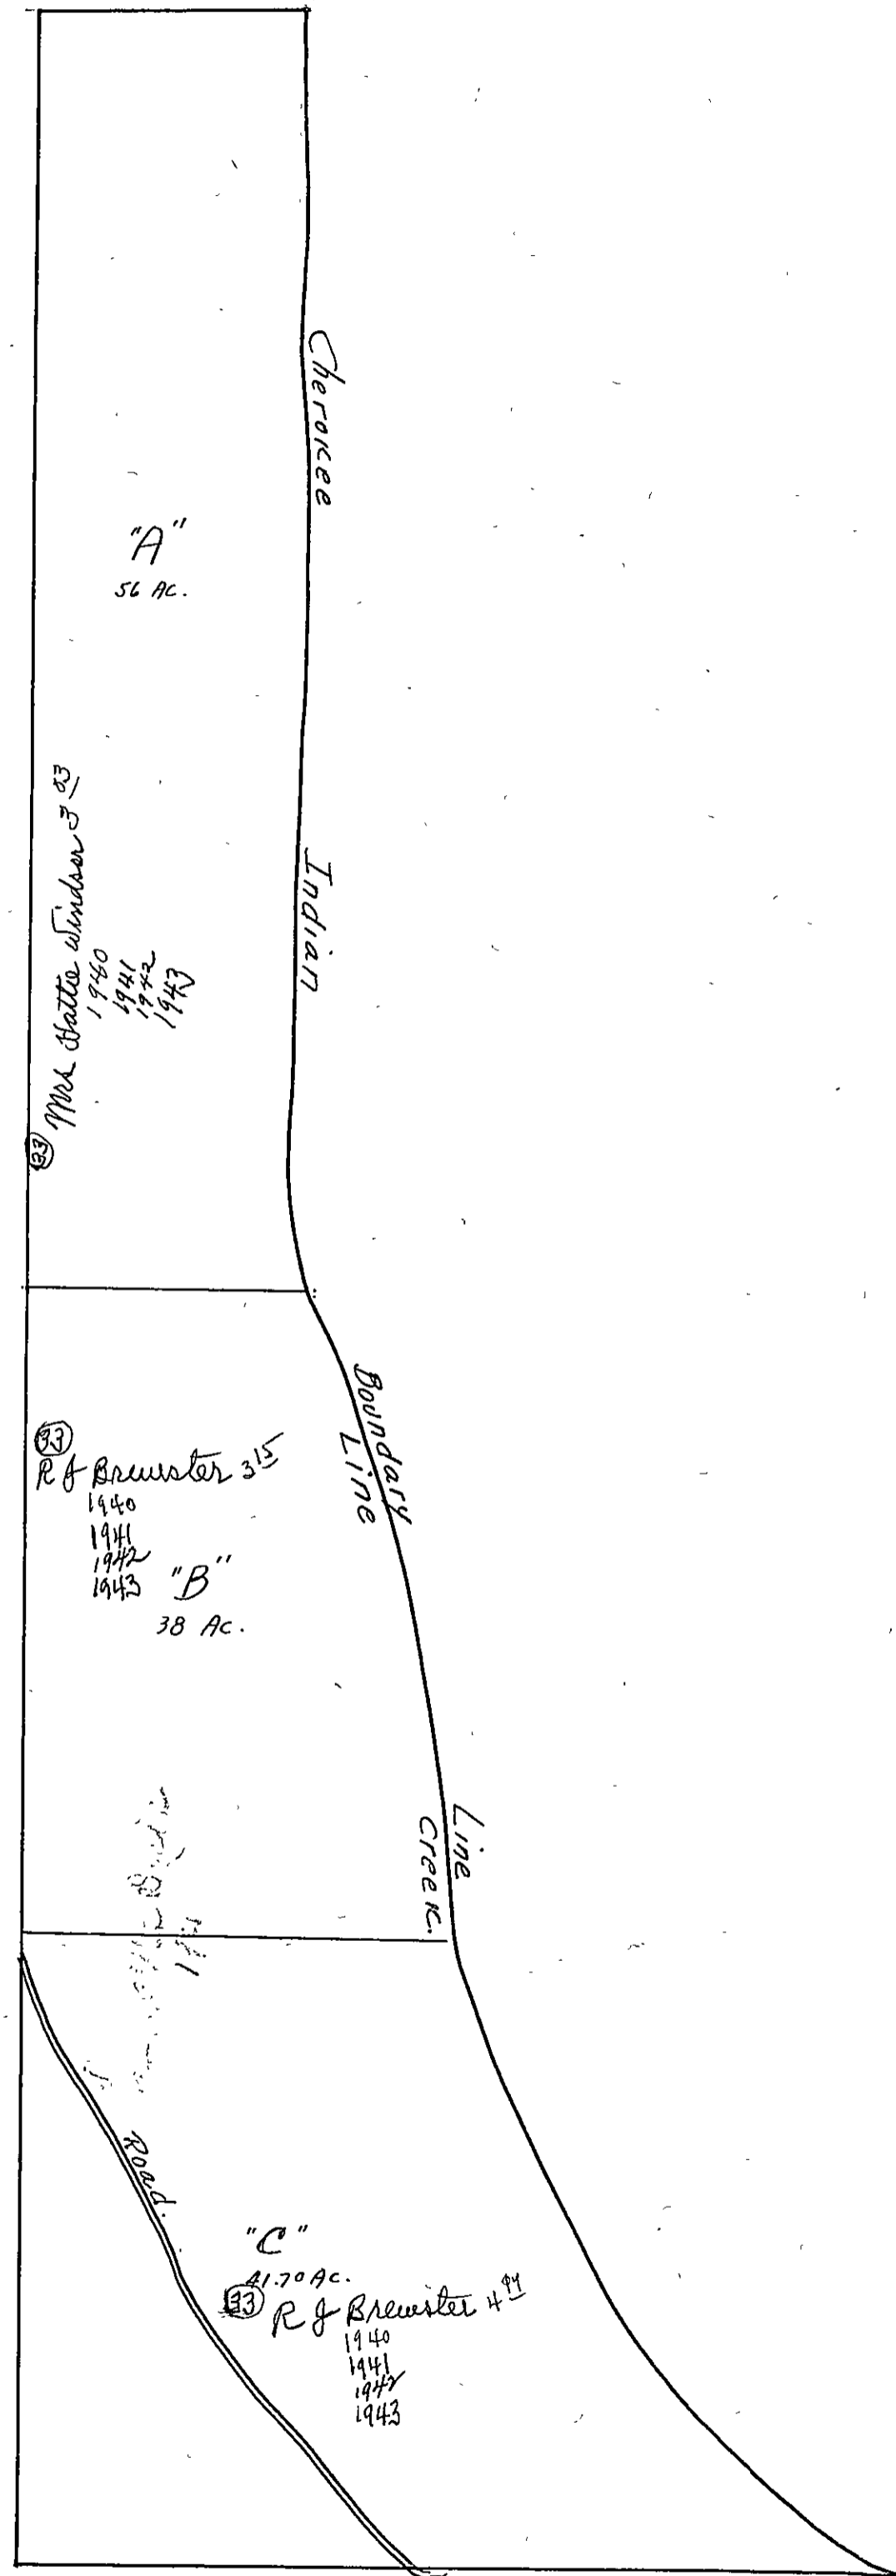 Cherokee
"A"
56 AC.
Indian
Mrs Hattie Windsor 3 03
1940
1941
1942
1943
33
Boundary
Line
33
R J Brewster 3 15
1940
1941
1942
1943
"B"
38 AC.
Line
Creek.
Road.
"C"
41.70 AC.
33
R J Brewster 4
1940
1941
1942
1943